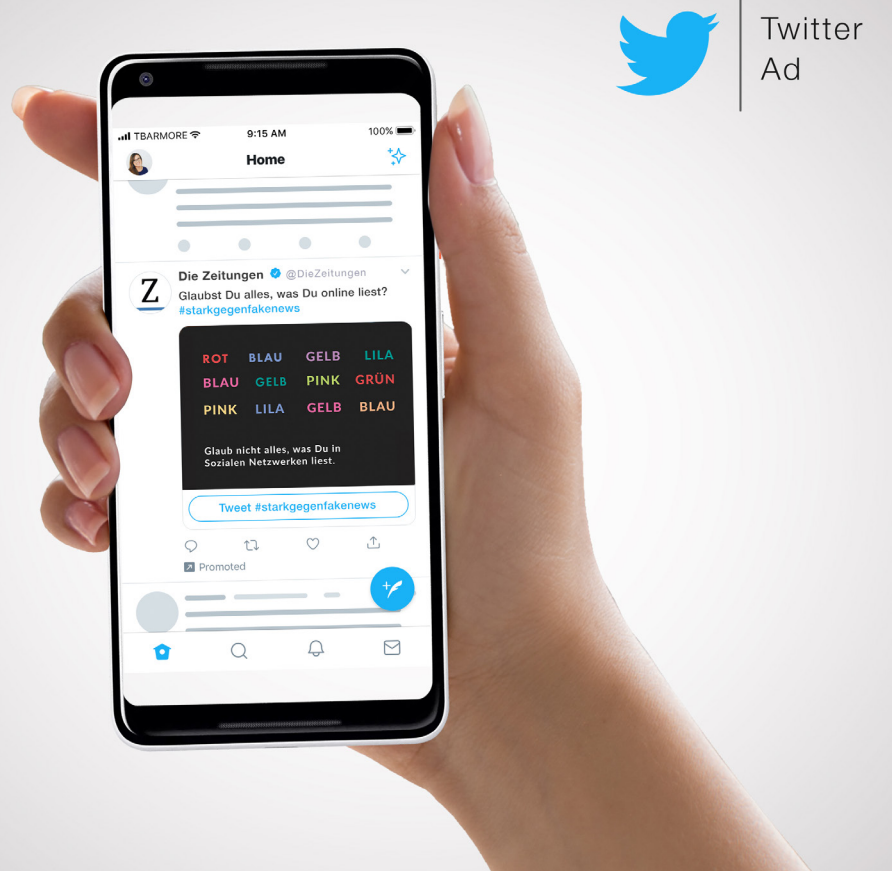 Twitter
Ad
TBARMORE 9:15 AM 100%
Home
Die Zeitungen @DieZeitungen
Z
Glaubst Du alles, was Du online liest?
#starkgegenfakenews
ROT BLAU GELB LILA
BLAU GELB PINK GRÜN
PINK LILA GELB BLAU
Glaub nicht alles, was Du in
Sozialen Netzwerken liest.
Tweet #starkgegenfakenews
Promoted